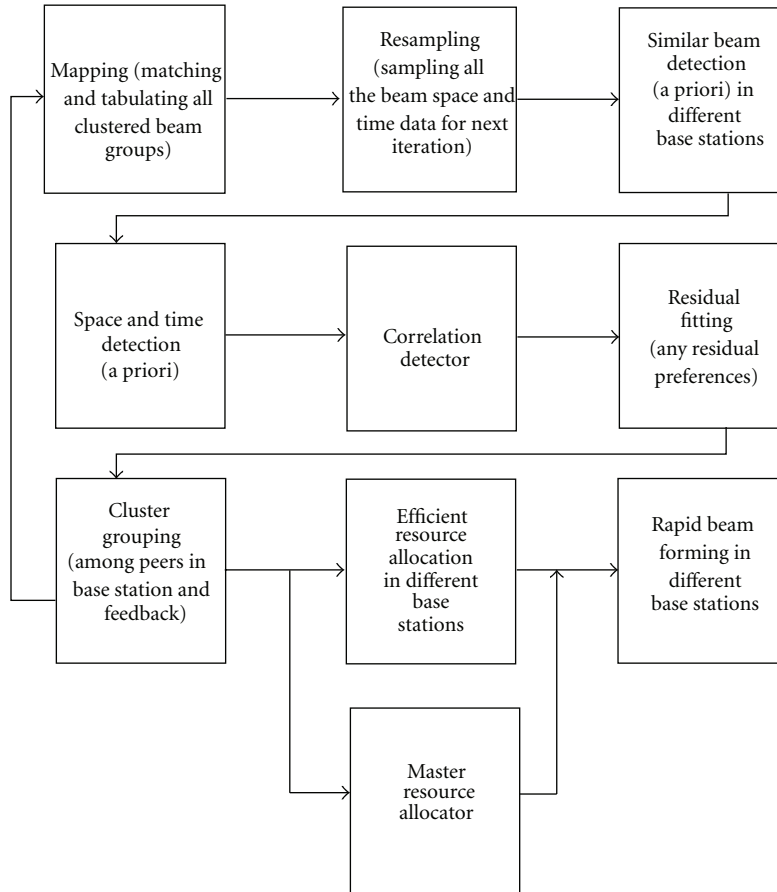 Mapping (matching
and tabulating all
clustered beam
groups)
Resampling
(sampling all
the beam space and
time data for next
iteration)
Similar beam
detection
(a priori) in
different
base stations
Space and time
detection
(a priori)
Correlation
detector
Residual
fitting
(any residual
preferences)
Cluster
grouping
(among peers in
base station and
feedback)
Efficient
resource
allocation
in different
base
stations
Rapid beam
forming in
different
base stations
Master
resource
allocator